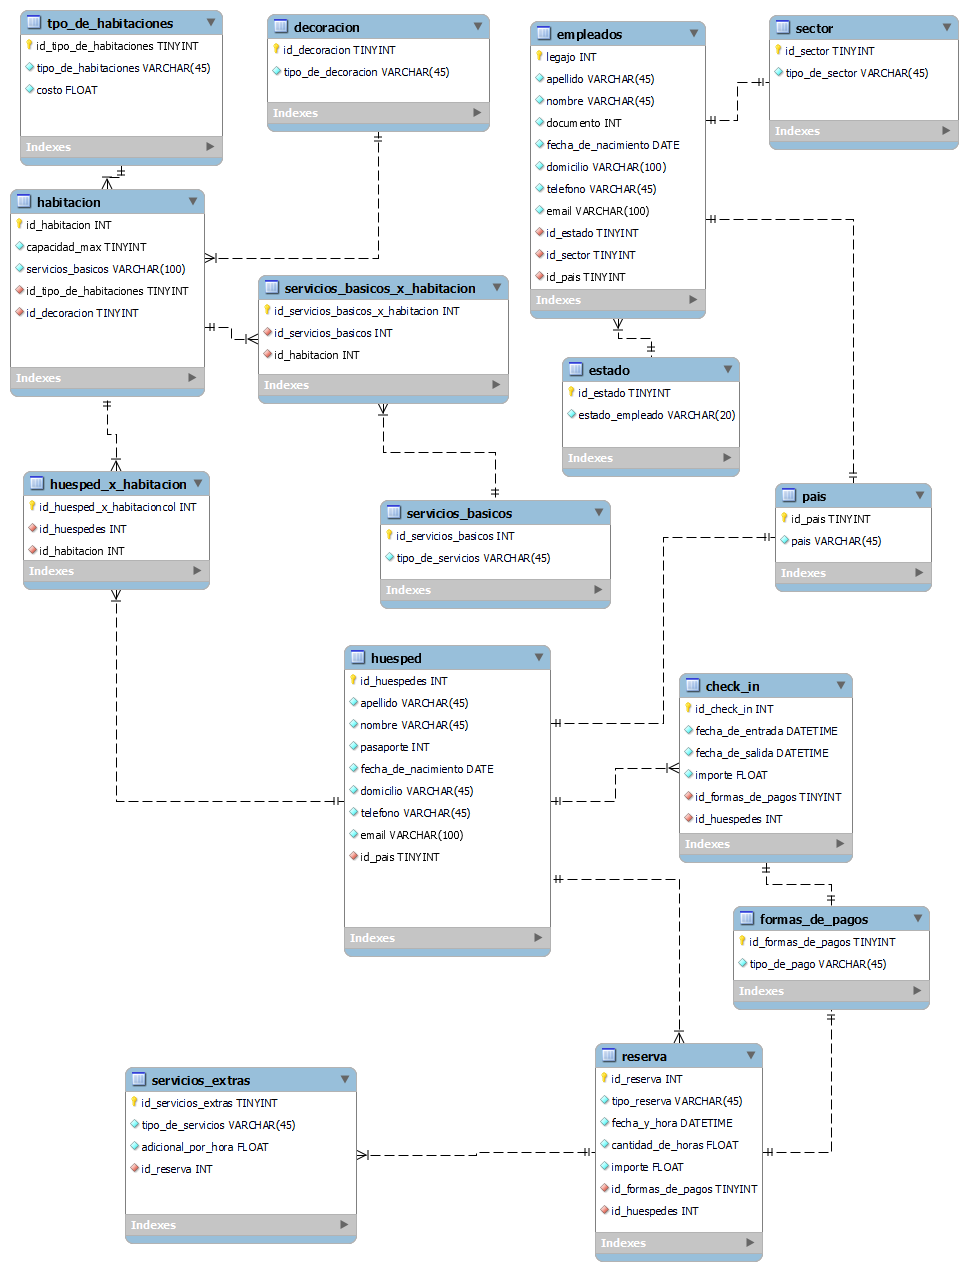 tpo_de_habitaciones
id_tipo_de_habitaciones TINYINT
tipo_de_habitaciones VARCHAR(45)
costo FLOAT
Indexes
decoracion
id_decoracion TINYINT
tipo_de_decoracion VARCHAR(45)
Indexes
empleados
legajo INT
apellido VARCHAR(45)
nombre VARCHAR(45)
documento INT
fecha_de_nacimiento DATE
domicilio VARCHAR(100)
telefono VARCHAR(45)
email VARCHAR(100)
id_estado TINYINT
id_sector TINYINT
id_pais TINYINT
Indexes
sector
id_sector TINYINT
tipo_de_sector VARCHAR(45)
Indexes
habitacion
id_habitacion INT
capacidad_max TINYINT
servicios_basicos VARCHAR(100)
id_tipo_de_habitaciones TINYINT
id_decoracion TINYINT
Indexes
servicios_basicos_x_habitacion
id_servicios_basicos_x_habitacion INT
id_servicios_basicos INT
id_habitacion INT
Indexes
estado
id_estado TINYINT
estado_empleado VARCHAR(20)
Indexes
huesped_x_habitacion
id_huesped_x_habitacioncol INT
id_huespedes INT
id_habitacion INT
Indexes
servicios_basicos
id_servicios_basicos INT
tipo_de_servicios VARCHAR(45)
Indexes
pais
id_pais TINYINT
pais VARCHAR(45)
Indexes
huesped
id_huespedes INT
apellido VARCHAR(45)
nombre VARCHAR(45)
pasaporte INT
fecha_de_nacimiento DATE
domicilio VARCHAR(45)
telefono VARCHAR(45)
email VARCHAR(100)
id_pais TINYINT
Indexes
check_in
id_check_in INT
fecha_de_entrada DATETIME
fecha_de_salida DATETIME
importe FLOAT
id_formas_de_pagos TINYINT
id_huespedes INT
Indexes
formas_de_pagos
id_formas_de_pagos TINYINT
tipo_de_pago VARCHAR(45)
Indexes
servicios_extras
id_servicios_extras TINYINT
tipo_de_servicios VARCHAR(45)
adicional_por_hora FLOAT
id_reserva INT
Indexes
reserva
id_reserva INT
tipo_reserva VARCHAR(45)
fecha_y_hora DATETIME
cantidad_de_horas FLOAT
importe FLOAT
id_formas_de_pagos TINYINT
id_huespedes INT
Indexes